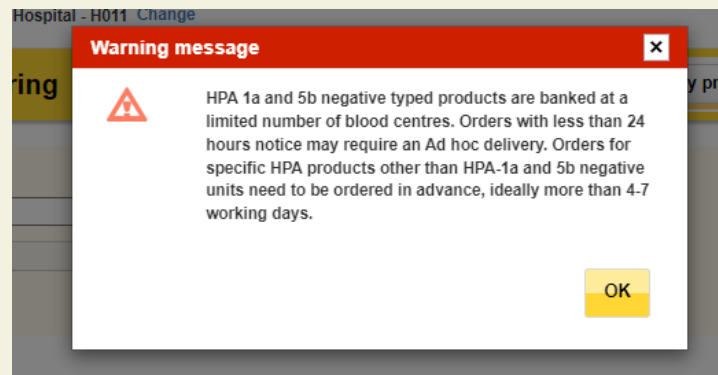 Hospital - H011 Change
Warning message
ring
y pr
HPA 1a and 5b negative typed products are banked at a
limited number of blood centres. Orders with less than 24
hours notice may require an Ad hoc delivery. Orders for
specific HPA products other than HPA-1a and 5b negative
units need to be ordered in advance, ideally more than 4-7
working days.
OK